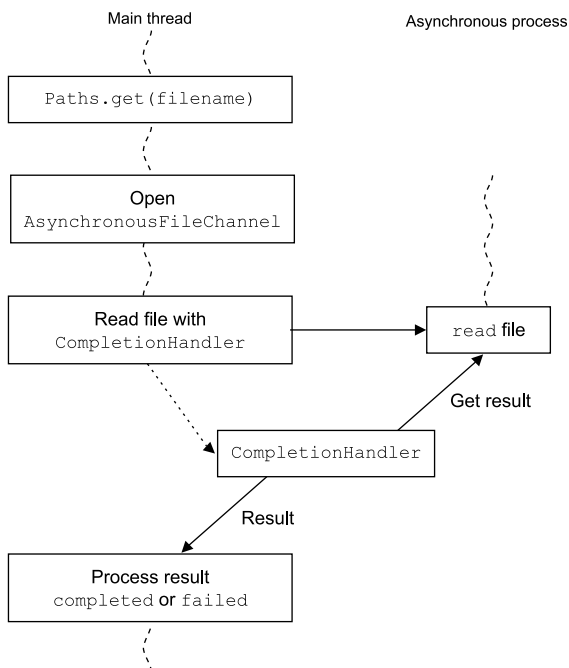 Main thread
Asynchronous process
Paths.get(filename)
Open
AsynchronousFileChannel
Read file with
CompletionHandler
read file
Get result
CompletionHandler
Result
Process result
completed or failed